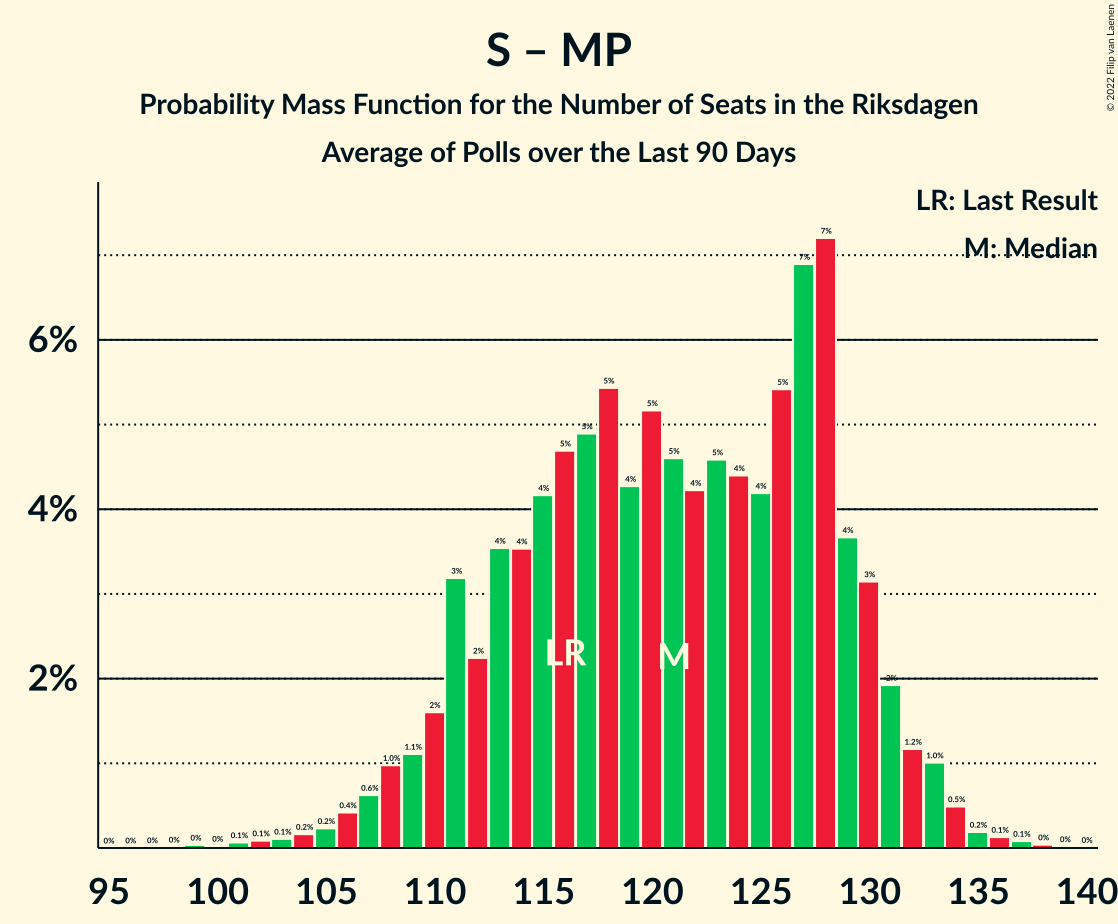 S – MP
Probability Mass Function for the Number of Seats in the Riksdagen
Average of Polls over the Last 90 Days
© 2022 Filip van Laenen
LR: Last Result
M: Median
6%
4%
2%
0% 0% 0% 0% 0% 0% 0.1% 0.1% 0.1% 0.2% 0.2% 0.4% 0.6% 1.0% 1.1% 2% 3% 2% 4% 4% 4% 5% 5% 5% 4% 5% 5% 4% 5% 4% 4% 5% 7% 7% 4% 3% 2% 1.2% 1.0% 0.5% 0.2% 0.1% 0.1% 0% 0% 0%
LR M
95 100 105 110 115 120 125 130 135 140